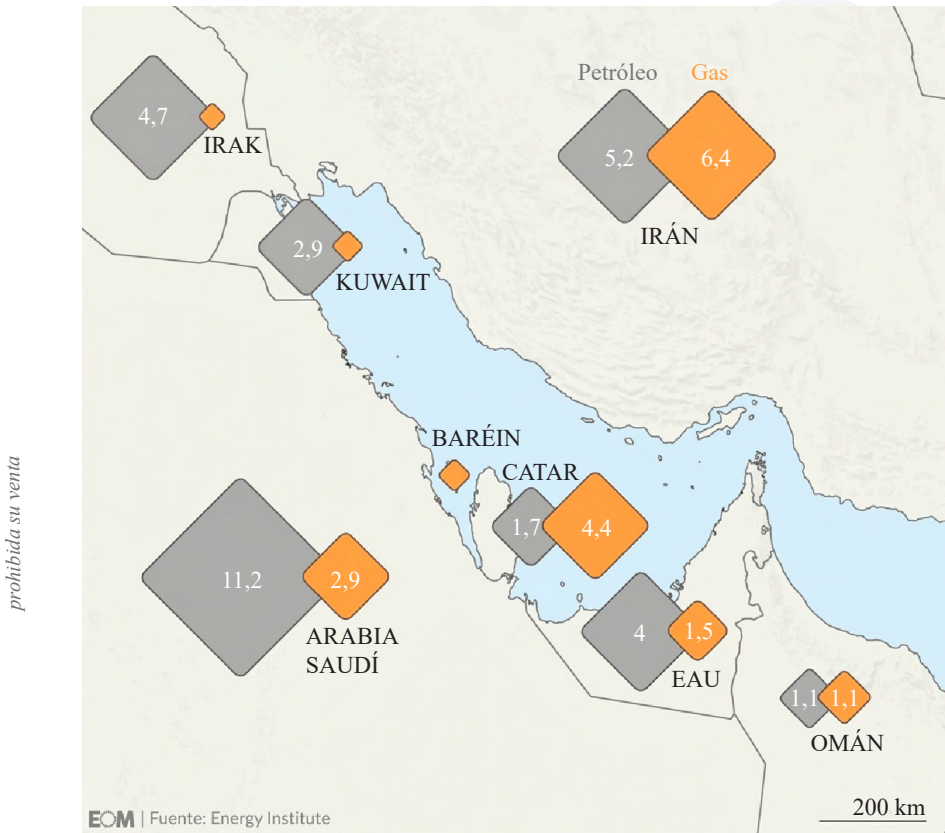 Petróleo
Gas
4,7
IRAK
5,2
6,4
IRÁN
2,9
KUWAIT
BARÉIN
CATAR
1,7
4,4
11,2
2,9
ARABIA
SAUDÍ
4
1,5
EAU
1,1
1,1
OMÁN
200 km
EOM | Fuente: Energy Institute
prohibida su venta